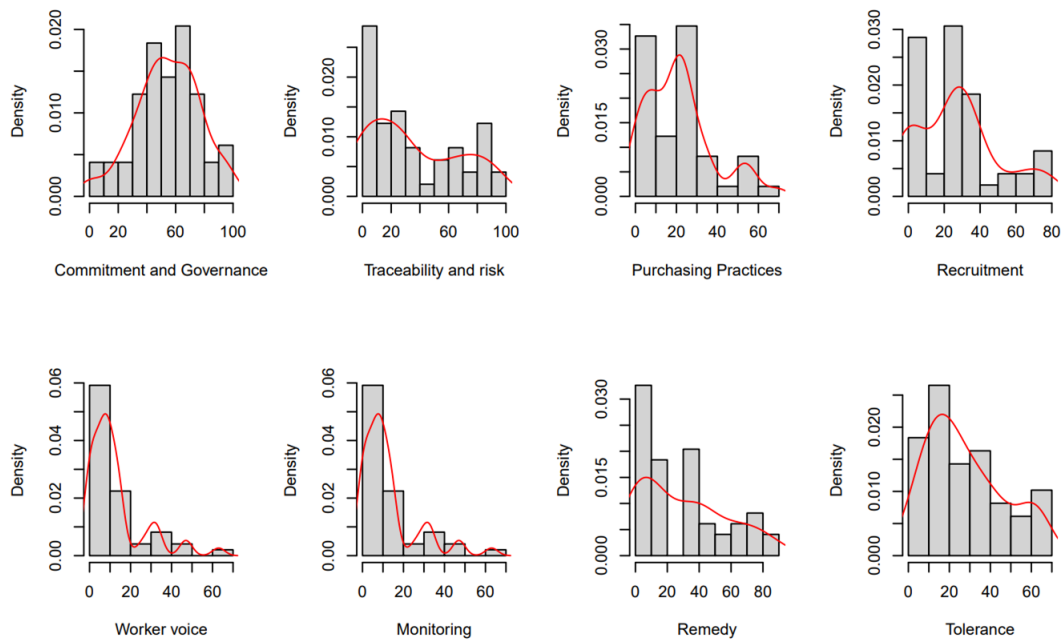 Density
0.000 0.010 0.020
0 20 60 100
Commitment and Governance
Density
0.000 0.010 0.020
0 20 60 100
Traceability and risk
Density
0.000 0.015 0.030
0 20 40 60
Purchasing Practices
Density
0.000 0.010 0.020 0.030
0 20 40 60 80
Recruitment
Density
0.00 0.02 0.04 0.06
0 20 40 60
Worker voice
Density
0.00 0.02 0.04 0.06
0 20 40 60
Monitoring
Density
0.000 0.015 0.030
0 20 40 60 80
Remedy
Density
0.000 0.010 0.020
0 20 40 60
Tolerance